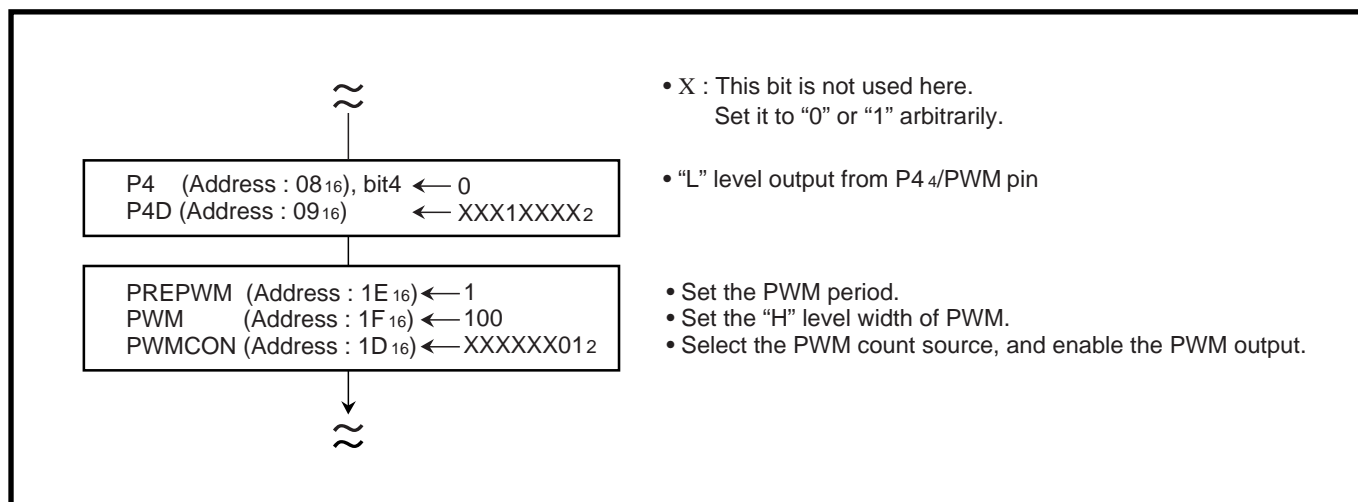 • X : This bit is not used here.
Set it to “0” or “1” arbitrarily.
P4 (Address : 0816), bit4 ← 0
P4D (Address : 0916) ← XXX1XXXX2
• “L” level output from P44/PWM pin
PREPWM (Address : 1E16) ← 1
PWM (Address : 1F16) ← 100
PWMCON (Address : 1D16) ← XXXXXX012
• Set the PWM period.
• Set the “H” level width of PWM.
• Select the PWM count source, and enable the PWM output.